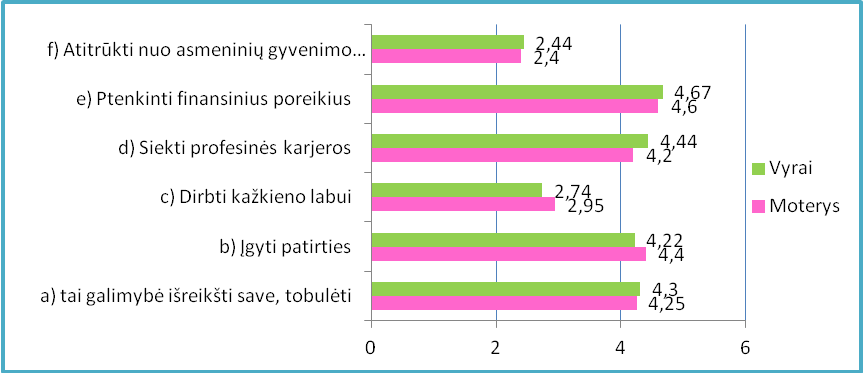 f) Atitrūkti nuo asmeninių gyvenimo...
2,44
2,4
e) Ptenkinti finansinius poreikius
4,67
4,6
d) Siekti profesinės karjeros
4,44
4,2
c) Dirbti kažkieno labui
2,74
2,95
b) Įgyti patirties
4,22
4,4
a) tai galimybė išreikšti save, tobulėti
4,3
4,25
0 2 4 6
Vyrai
Moterys